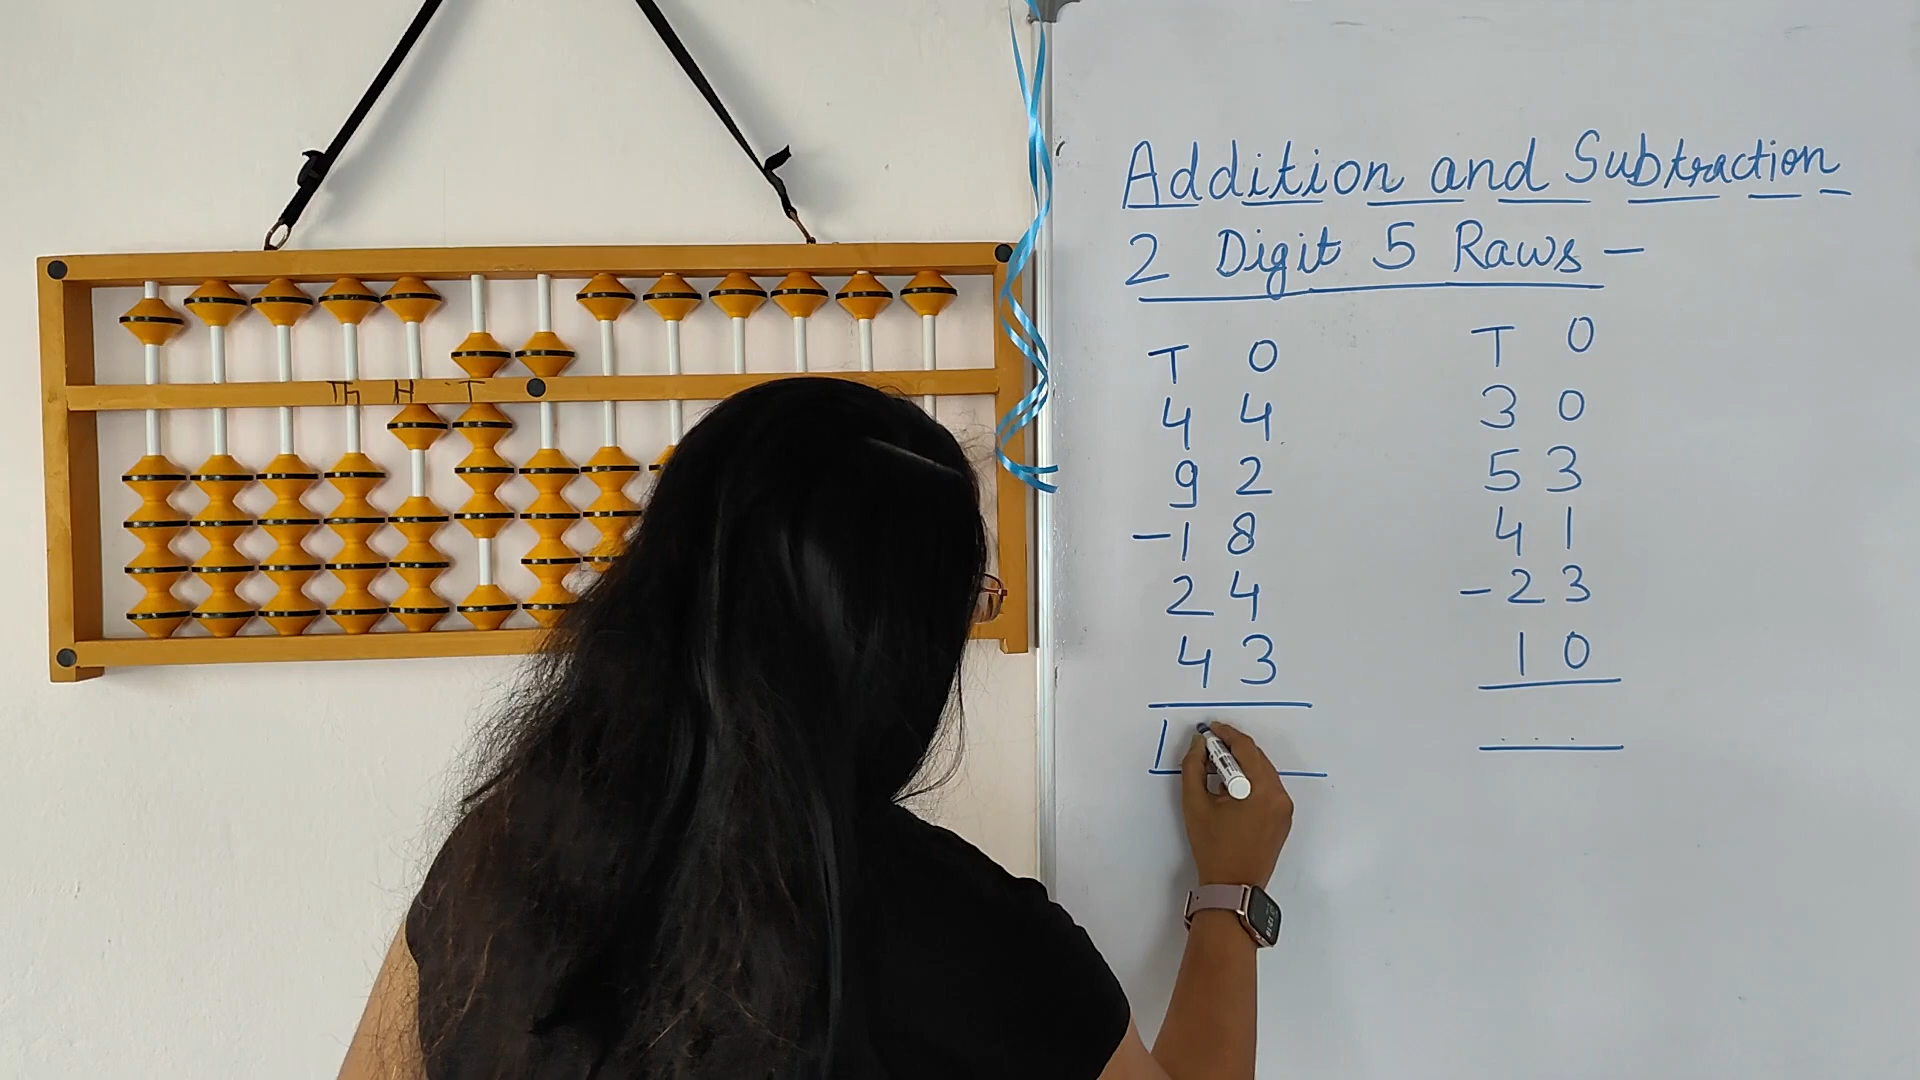 Addition and Subtraction
2 Digit 5 Raws -
Th H T
T O
4 4
9 2
-1 8
2 4
4 3
1
T O
3 0
5 3
4 1
-2 3
1 0